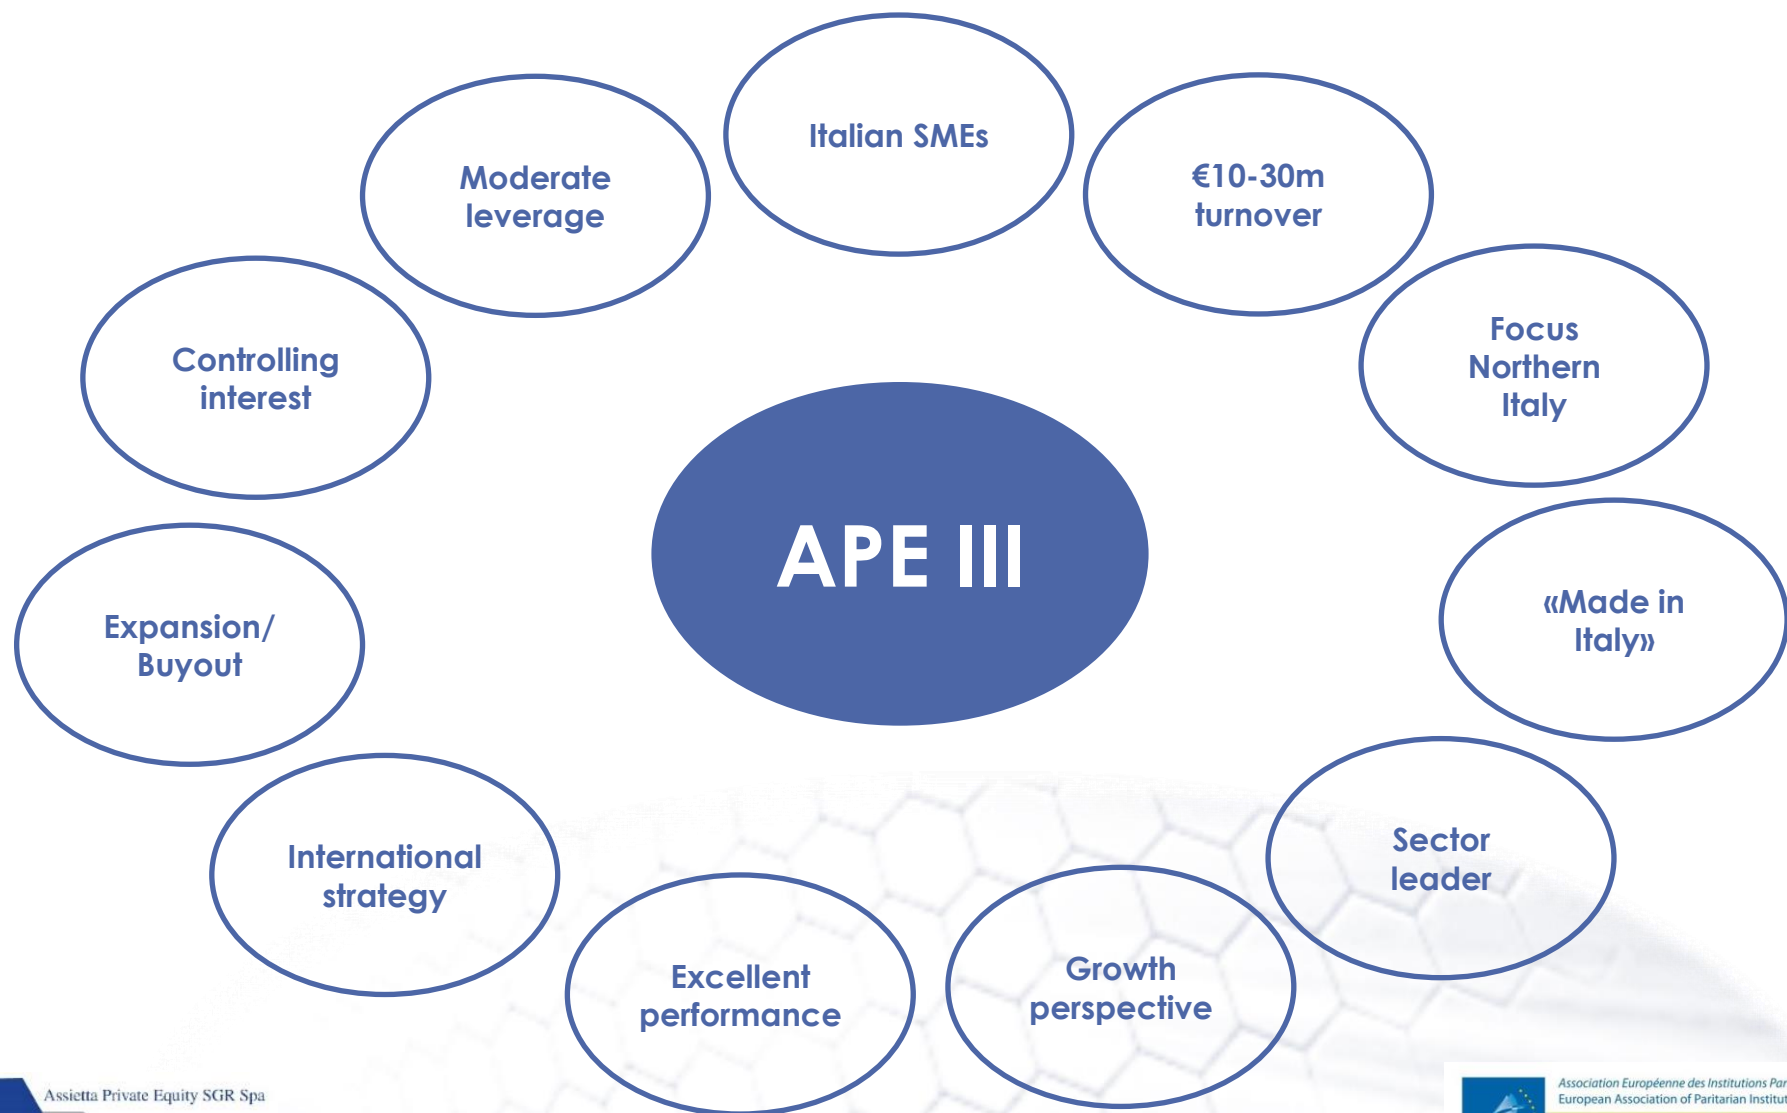 Italian SMEs
€10-30m
turnover
Focus
Northern
Italy
«Made in
Italy»
Sector
leader
Growth
perspective
Excellent
performance
International
strategy
Expansion/
Buyout
Controlling
interest
Moderate
leverage
APE III
Assietta Private Equity SGR Spa
Association Européenne des Institutions
European Association of Paritarian